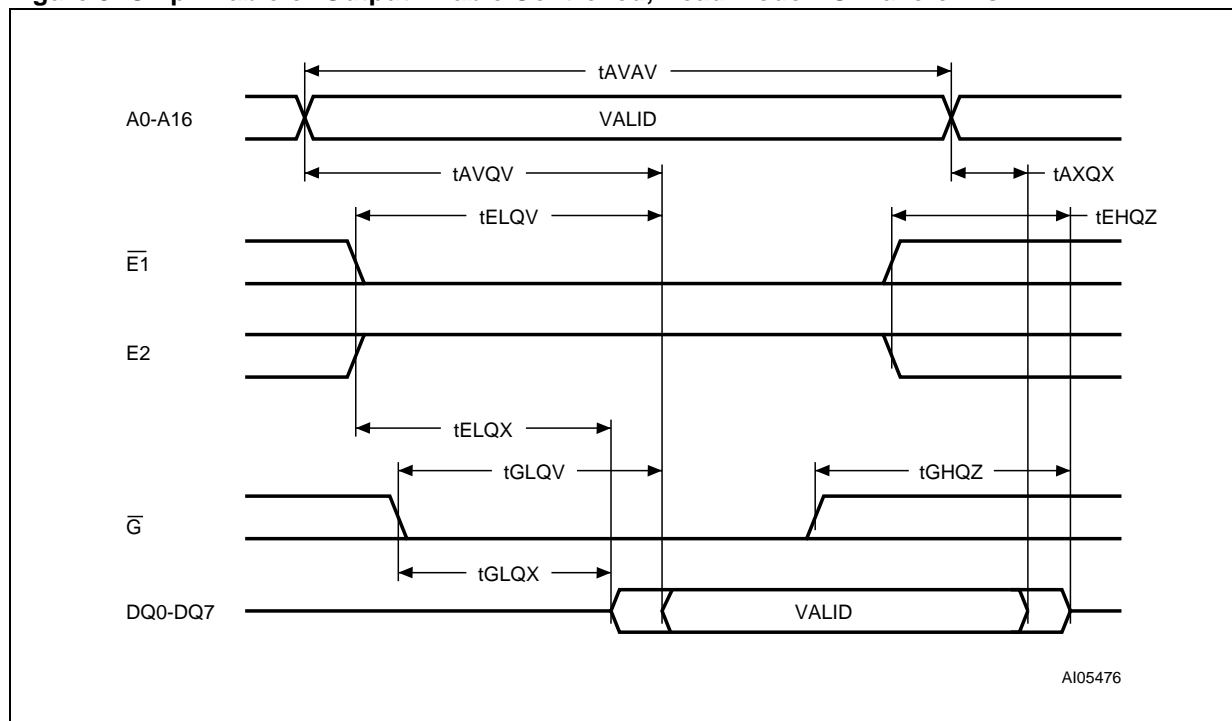 tAVAV
A0-A16 VALID
tAVQV tAXQX
tELQV tEHQZ
E1
E2
tELQX
tGLQV tGHQZ
G
tGLQX
DQ0-DQ7 VALID
AI05476